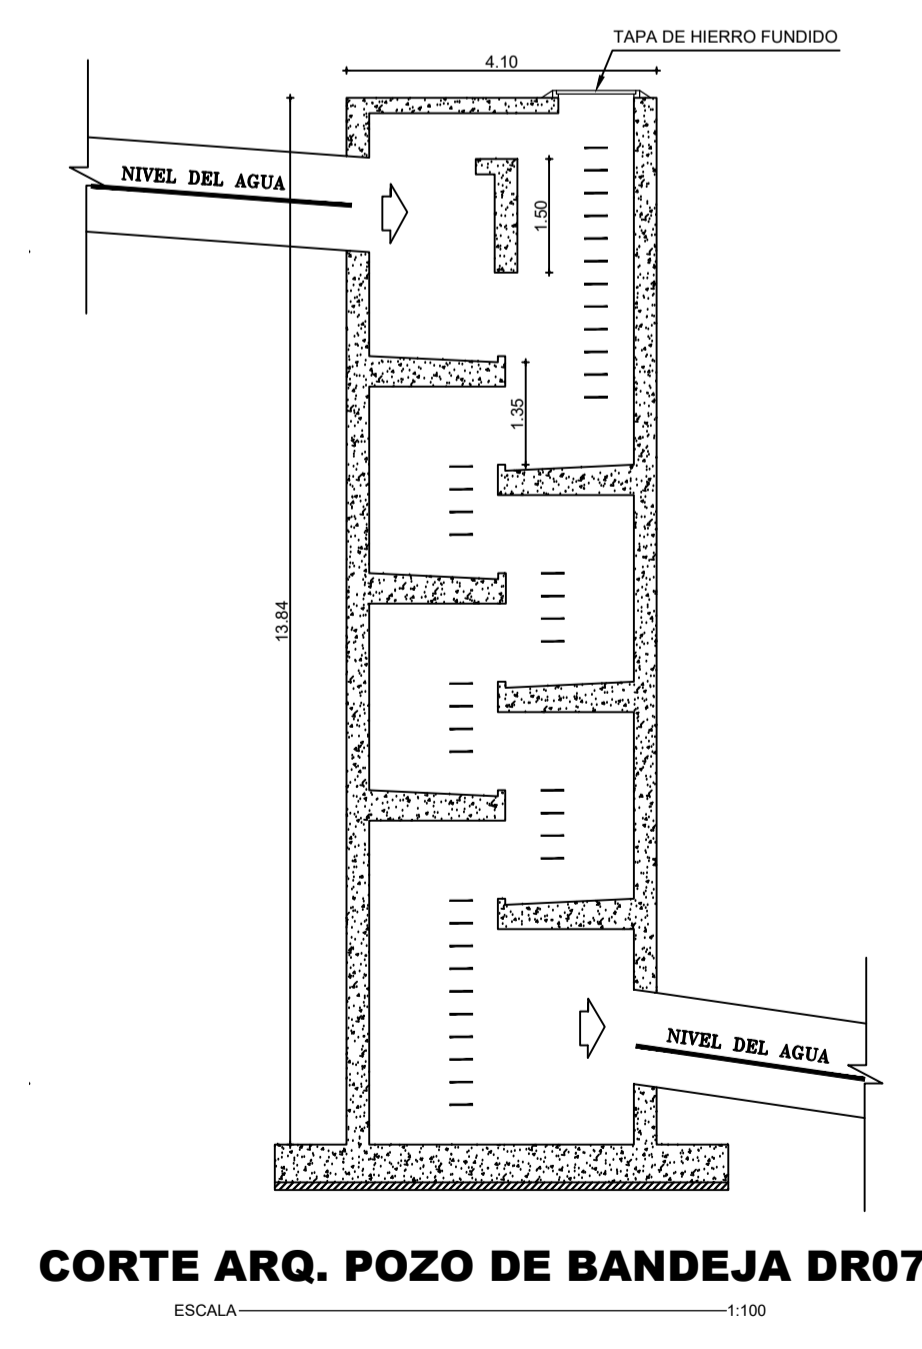 TAPA DE HIERRO FUNDIDO
4.10
NIVEL DEL AGUA
1.50
1.35
13.84
NIVEL DEL AGUA
CORTE ARQ. POZO DE BANDEJA DR07
ESCALA 1:100